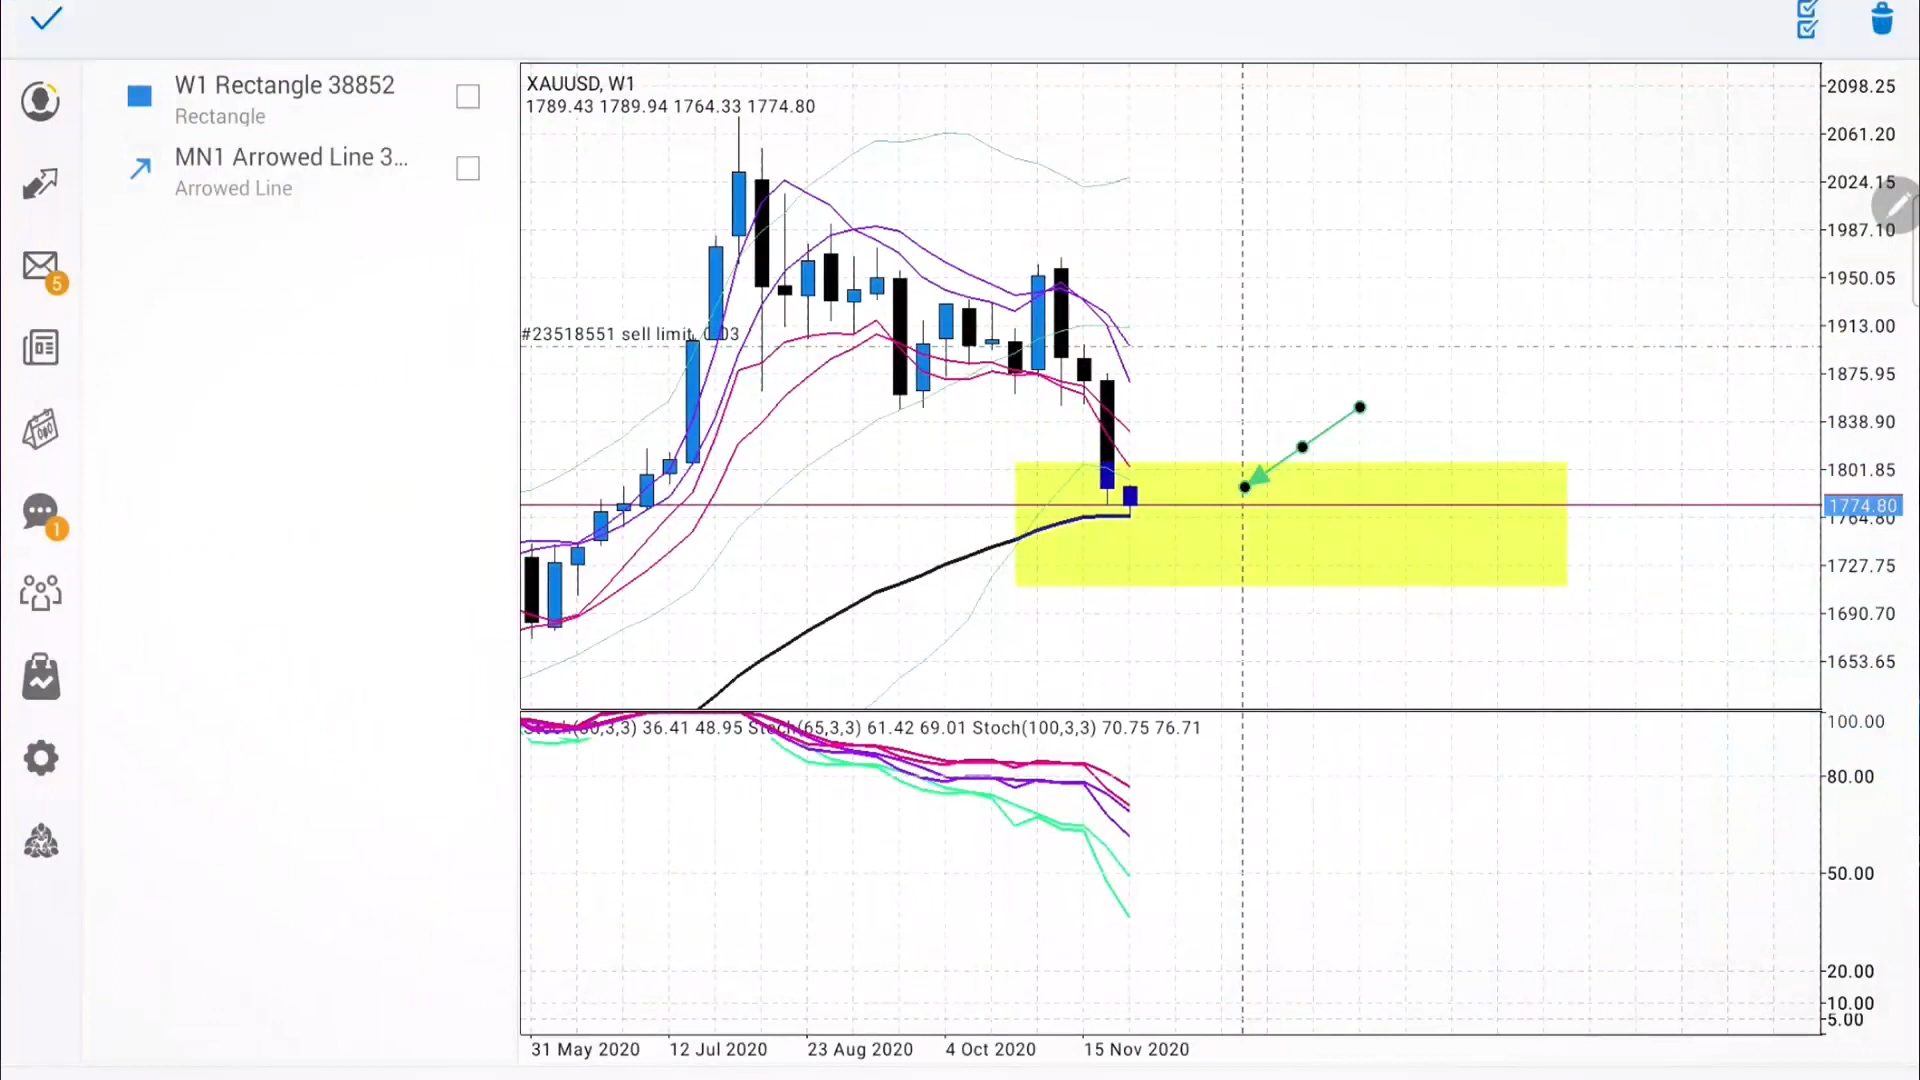 W1 Rectangle 38852
Rectangle
MN1 Arrowed Line 3...
Arrowed Line
5
1
XAUUSD, W1
1789.43 1789.94 1764.33 1774.80
#23518551 sell limit, 0.03
2098.25
2061.20
2024.15
1987.10
1950.05
1913.00
1875.95
1838.90
1801.85
1774.80
1764.80
1727.75
1690.70
1653.65
3,3) 36.41 48.95 Stoch(65,3,3) 61.42 69.01 Stoch(100,3,3) 70.75 76.71
100.00
80.00
50.00
20.00
10.00
5.00
31 May 2020 12 Jul 2020 23 Aug 2020 4 Oct 2020 15 Nov 2020